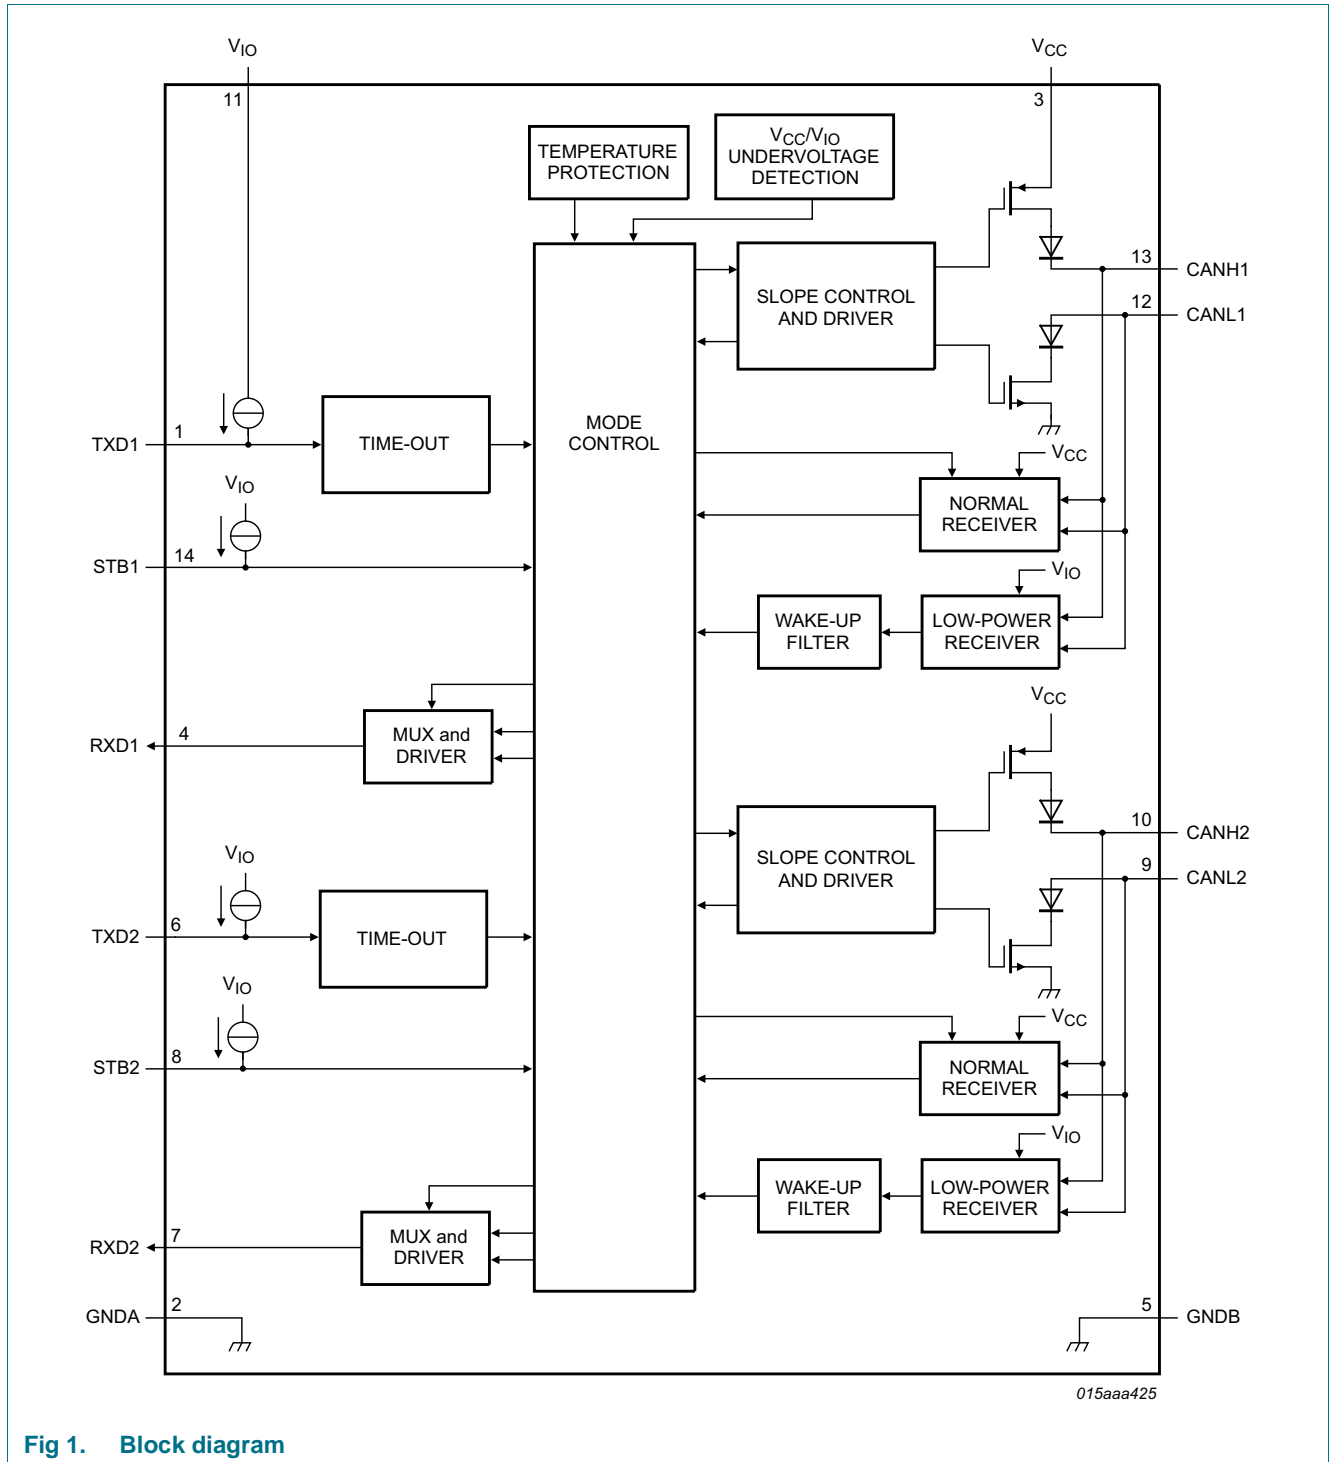 VIO
VCC
11
3
TEMPERATURE
PROTECTION
VCC/VIO
UNDERVOLTAGE
DETECTION
13
CANH1
SLOPE CONTROL
AND DRIVER
12
CANL1
MODE
CONTROL
TXD1
1
TIME-OUT
VCC
VIO
NORMAL
RECEIVER
STB1
14
VIO
WAKE-UP
FILTER
LOW-POWER
RECEIVER
VCC
RXD1
4
MUX and
DRIVER
10
CANH2
VIO
SLOPE CONTROL
AND DRIVER
9
CANL2
TXD2
6
TIME-OUT
VIO
VCC
STB2
8
NORMAL
RECEIVER
VIO
WAKE-UP
FILTER
LOW-POWER
RECEIVER
RXD2
7
MUX and
DRIVER
GNDA
2
5
GNDB
015aaa425
Fig 1. Block diagram